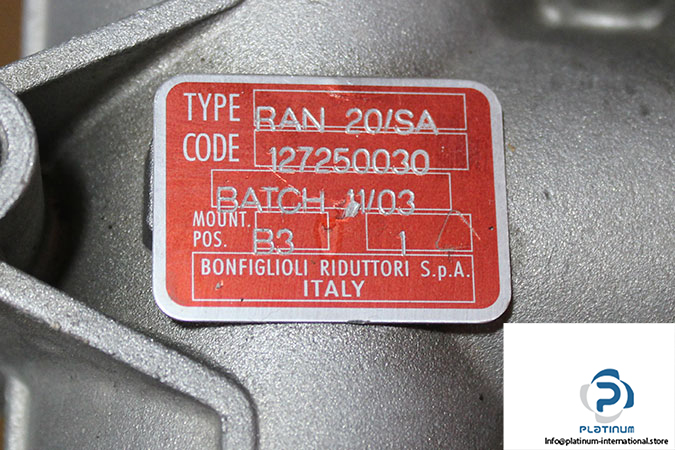 TYPE RAN 20/SA
CODE 127250030
BATCH 11/03
MOUNT. POS. B3 1
BONFIGLIOLI RIDUTTORI S.p.A.
ITALY
PLATINUM
Info@platinum-international.store